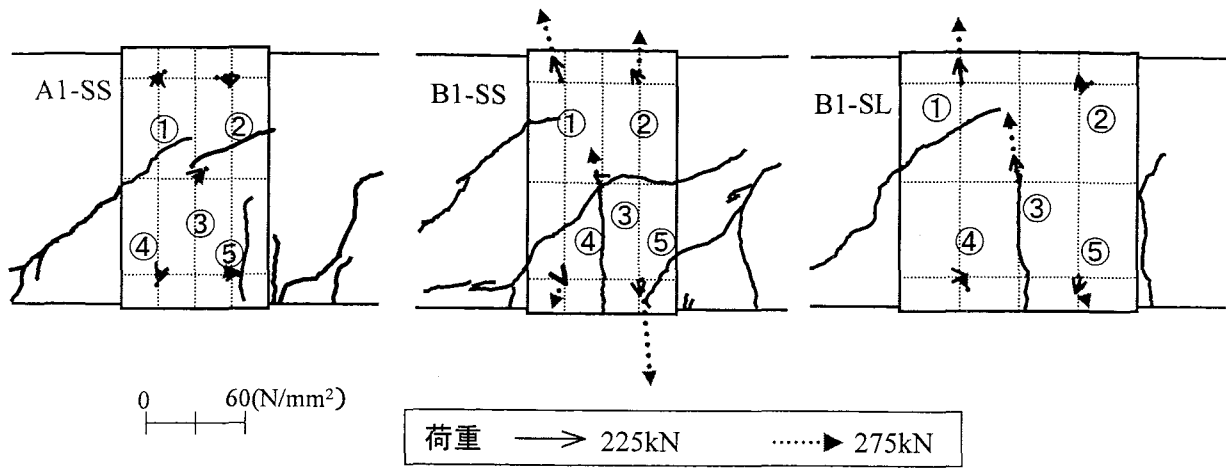 A1-SS
① ②
③
④ ⑤
B1-SS
① ②
③
④ ⑤
B1-SL
① ②
③
④ ⑤
0 60(N/mm²)
荷重 225kN 275kN